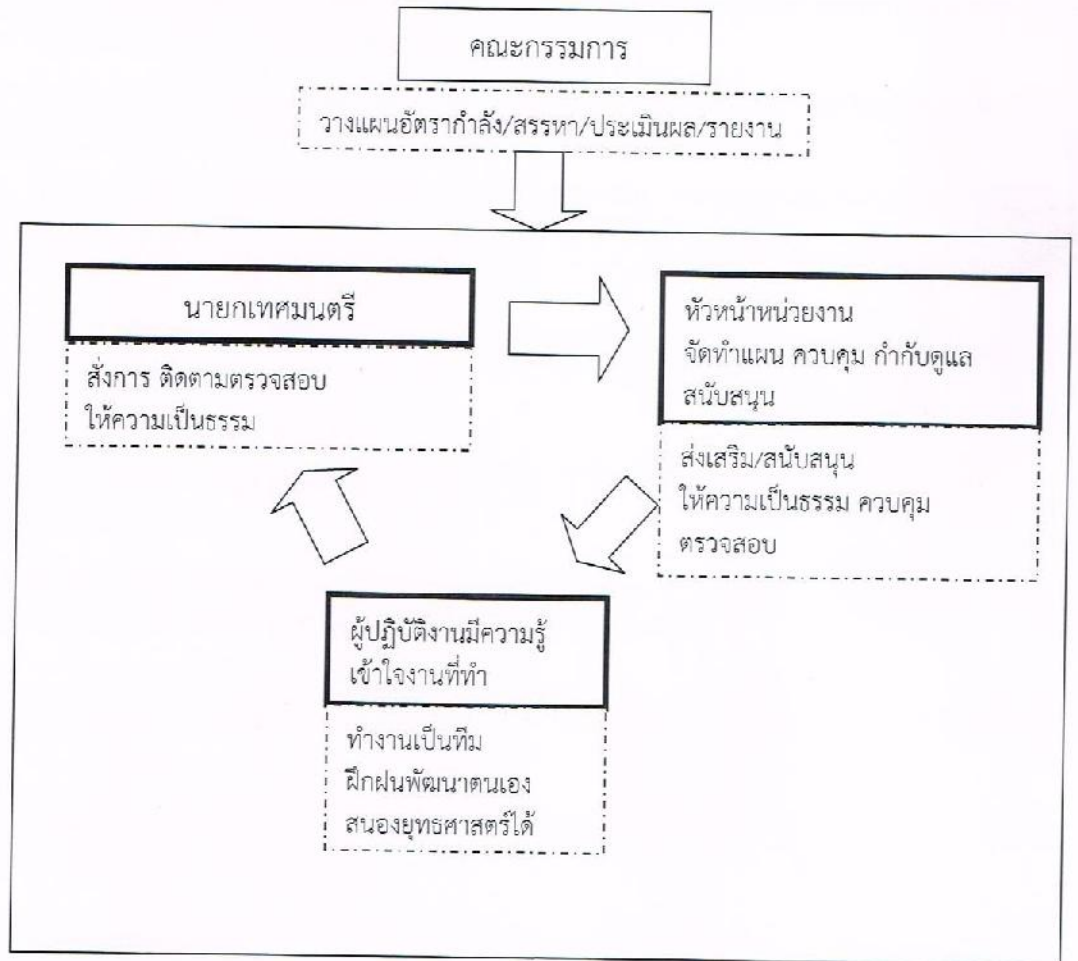 คณะกรรมการ
วางแผนอัตรากำลัง/สรรหา/ประเมินผล/รายงาน
นายกเทศมนตรี
สั่งการ ติดตามตรวจสอบ
ให้ความเป็นธรรม
หัวหน้าหน่วยงาน
จัดทำแผน ควบคุม กำกับดูแล
สนับสนุน
ส่งเสริม/สนับสนุน
ให้ความเป็นธรรม ควบคุม
ตรวจสอบ
ผู้ปฏิบัติงานมีความรู้
เข้าใจงานที่ทำ
ทำงานเป็นทีม
ฝึกฝนพัฒนาตนเอง
สนองยุทธศาสตร์ได้